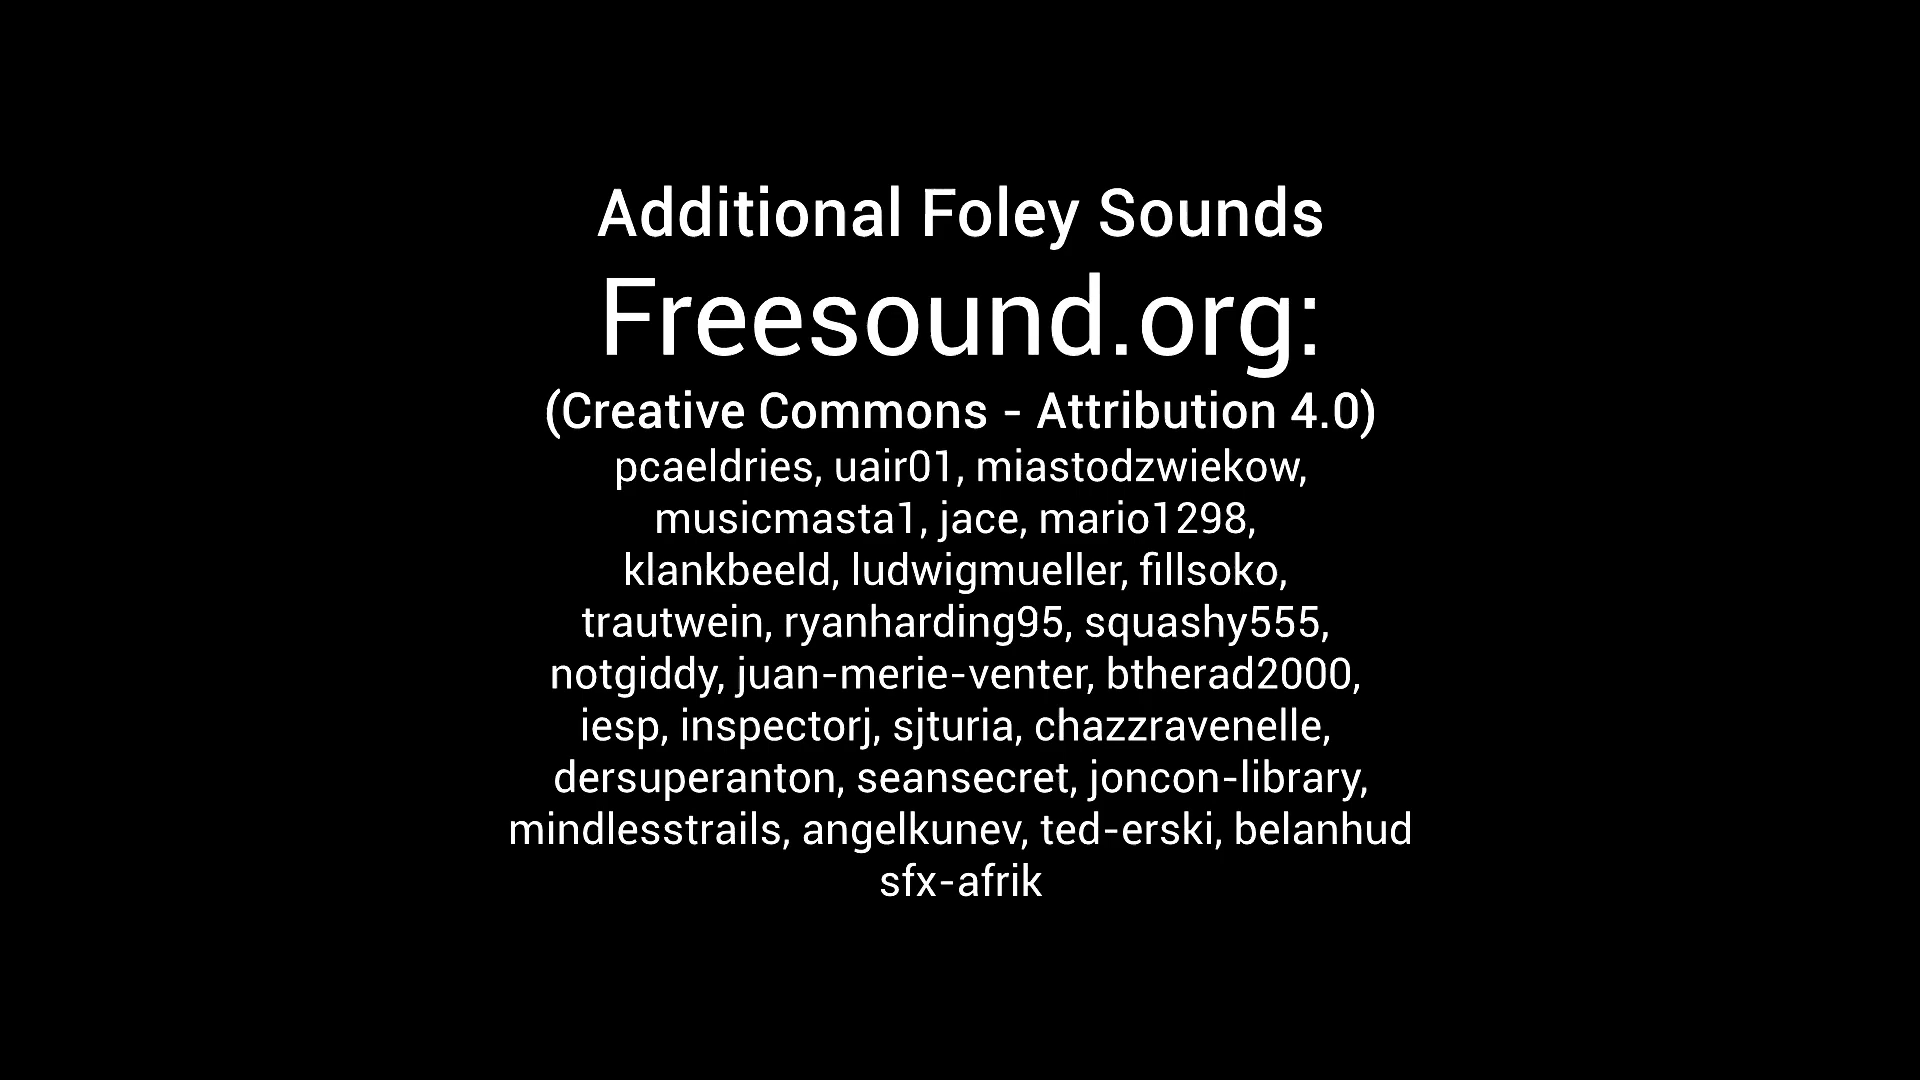 Additional Foley Sounds
Freesound.org:
(Creative Commons - Attribution 4.0)
pcaeldries, uair01, miastodzwiekow,
musicmasta1, jace, mario1298,
klankbeeld, ludwigmueller, fillsoko,
trautwein, ryanharding95, squashy555,
notgiddy, juan-merie-venter, btherad2000,
iesp, inspectorj, sjturia, chazzravenelle,
dersuperanton, seansecret, joncon-library,
mindlesstrails, angelkunev, ted-erski, belanhud
sfx-afrik